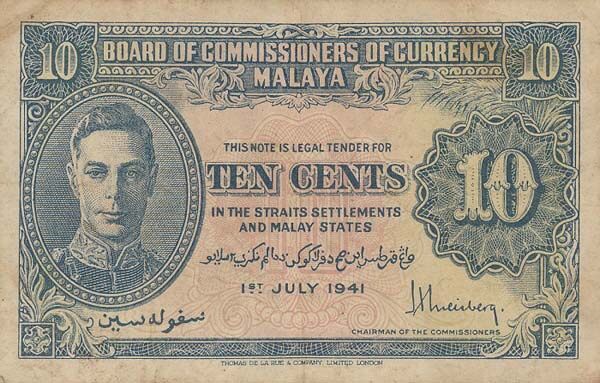 10 BOARD OF COMMISSIONERS OF CURRENCY 10
MALAYA
THIS NOTE IS LEGAL TENDER FOR
TEN CENTS
10
IN THE STRAITS SETTLEMENTS
AND MALAY STATES
1ST JULY 1941
سڤوله سين
CHAIRMAN OF THE COMMISSIONERS
THOMAS DE LA RUE & COMPANY, LIMITED LONDON